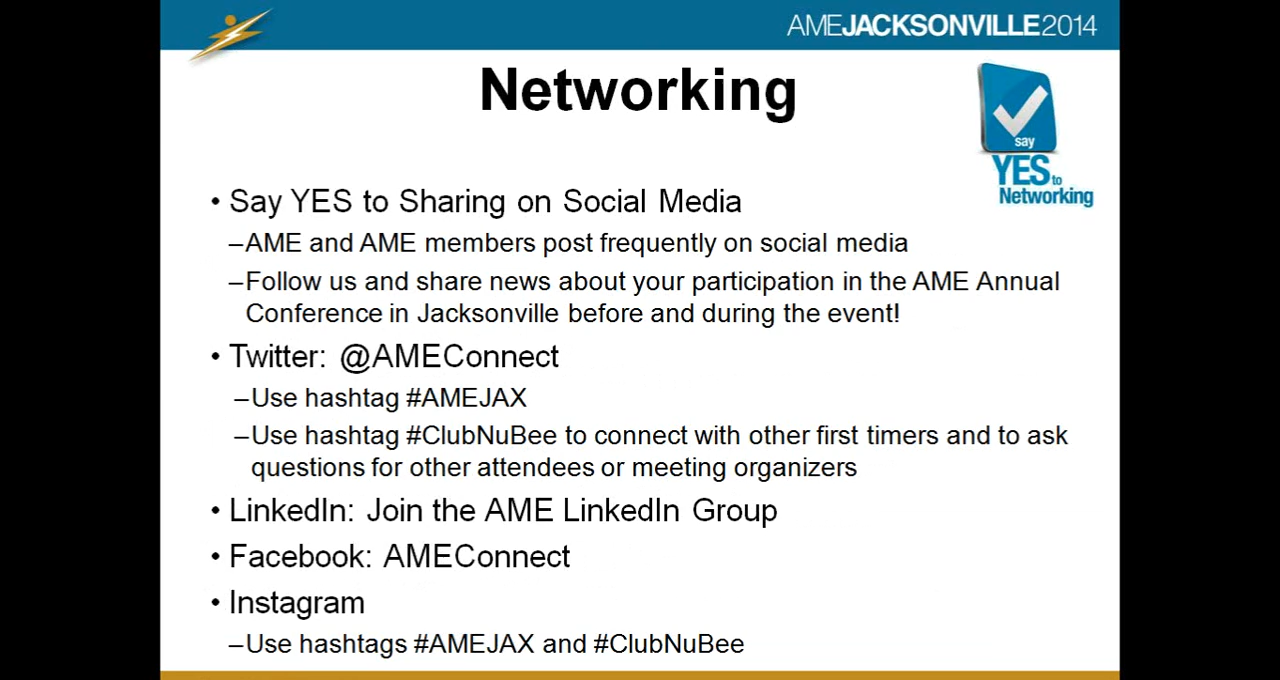 AMEJACKSONVILLE2014
Networking
say
YES to
Networking
• Say YES to Sharing on Social Media
–AME and AME members post frequently on social media
–Follow us and share news about your participation in the AME Annual
Conference in Jacksonville before and during the event!
• Twitter: @AMEConnect
–Use hashtag #AMEJAX
–Use hashtag #ClubNuBee to connect with other first timers and to ask
questions for other attendees or meeting organizers
• LinkedIn: Join the AME LinkedIn Group
• Facebook: AMEConnect
• Instagram
–Use hashtags #AMEJAX and #ClubNuBee